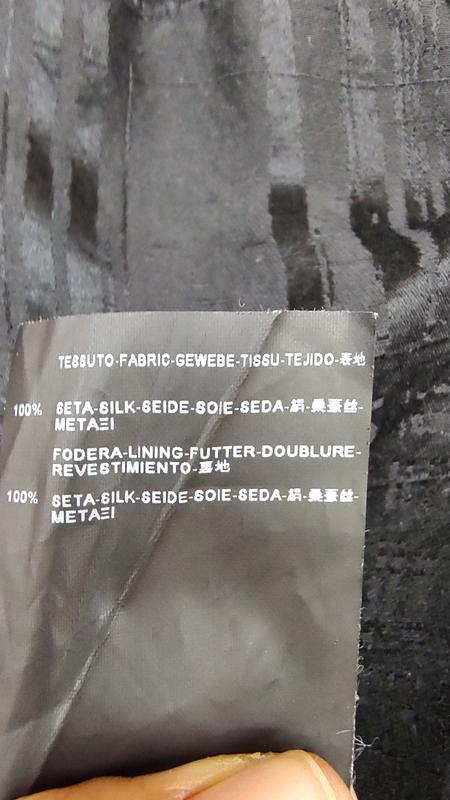 TESSUTO-FABRIC-GEWEBE-TISSU-TEJIDO-表地
100% SETA-SILK-SEIDE-SOIE-SEDA-絹-桑蚕丝-
METAΞI
FODERA-LINING-FUTTER-DOUBLURE-
REVESTIMIENTO-裏地
100% SETA-SILK-SEIDE-SOIE-SEDA-絹-桑蚕丝-
METAΞI